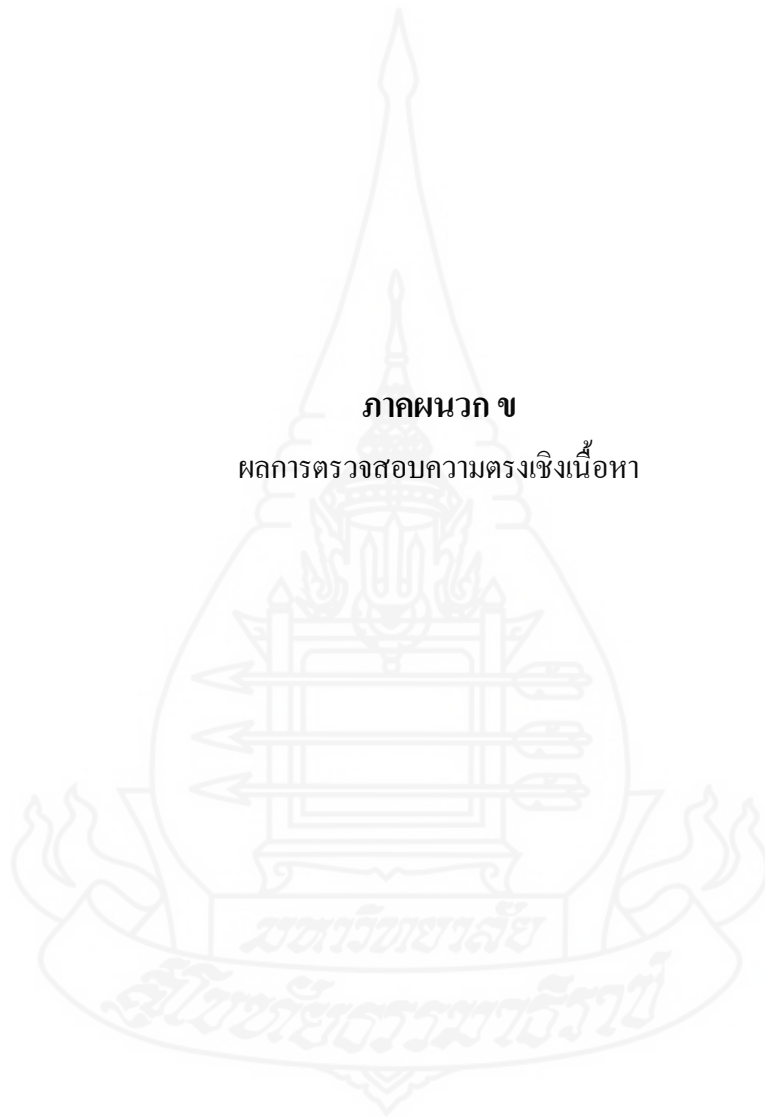 ภาคผนวก ข
ผลการตรวจสอบความตรงเชิงเนื้อหา
มหาวิทยาลัย
สุโขทัยธรรมาธิราช